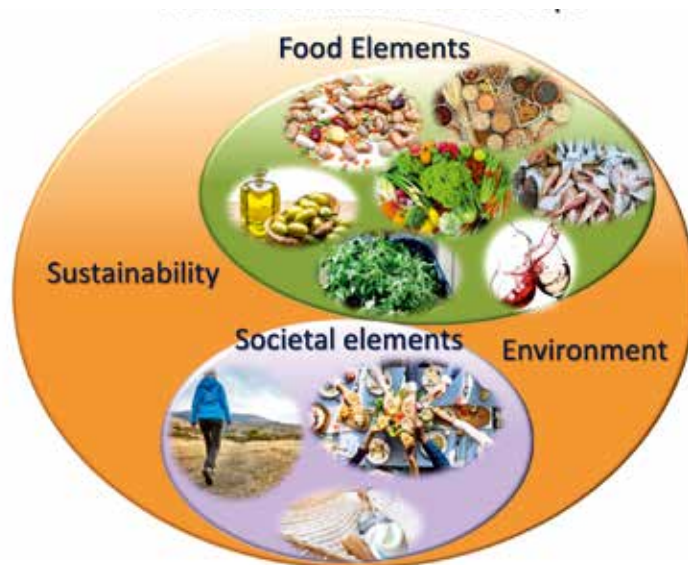 Food Elements
Sustainability
Societal elements
Environment